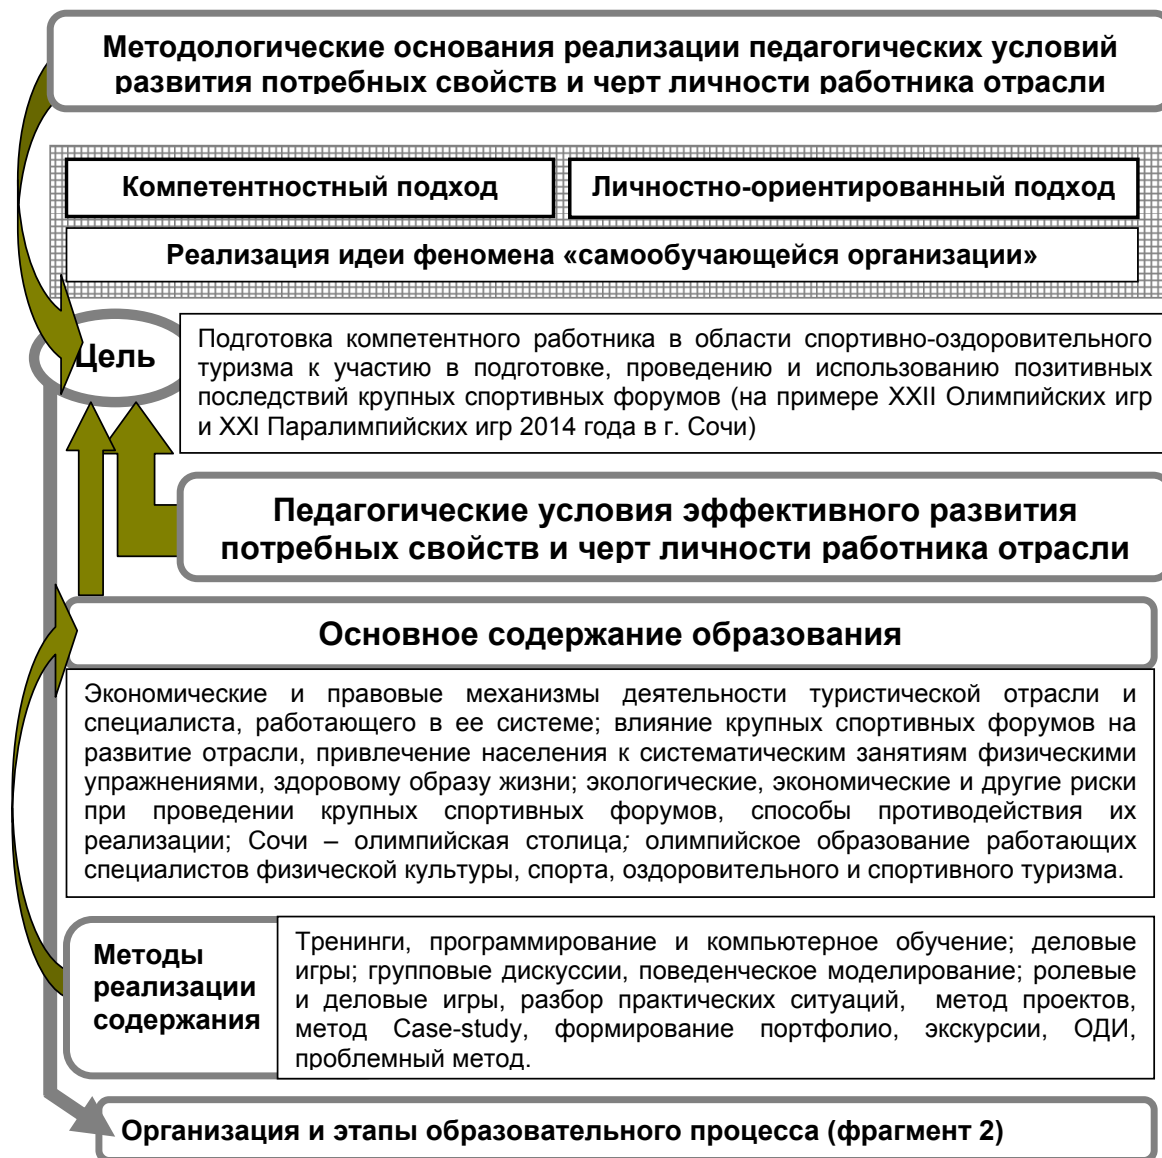 Методологические основания реализации педагогических условий
развития потребных свойств и черт личности работника отрасли
Компетентностный подход
Личностно-ориентированный подход
Реализация идеи феномена «самообучающейся организации»
Цель
Подготовка компетентного работника в области спортивно-оздоровительного
туризма к участию в подготовке, проведению и использованию позитивных
последствий крупных спортивных форумов (на примере XXII Олимпийских игр
и XXI Паралимпийских игр 2014 года в г. Сочи)
Педагогические условия эффективного развития
потребных свойств и черт личности работника отрасли
Основное содержание образования
Экономические и правовые механизмы деятельности туристической отрасли и
специалиста, работающего в ее системе; влияние крупных спортивных форумов на
развитие отрасли, привлечение населения к систематическим занятиям физическими
упражнениями, здоровому образу жизни; экологические, экономические и другие риски
при проведении крупных спортивных форумов, способы противодействия их
реализации; Сочи – олимпийская столица; олимпийское образование работающих
специалистов физической культуры, спорта, оздоровительного и спортивного туризма.
Методы
реализации
содержания
Тренинги, программирование и компьютерное обучение; деловые
игры; групповые дискуссии, поведенческое моделирование; ролевые
и деловые игры, разбор практических ситуаций, метод проектов,
метод Case-study, формирование портфолио, экскурсии, ОДИ,
проблемный метод.
Организация и этапы образовательного процесса (фрагмент 2)